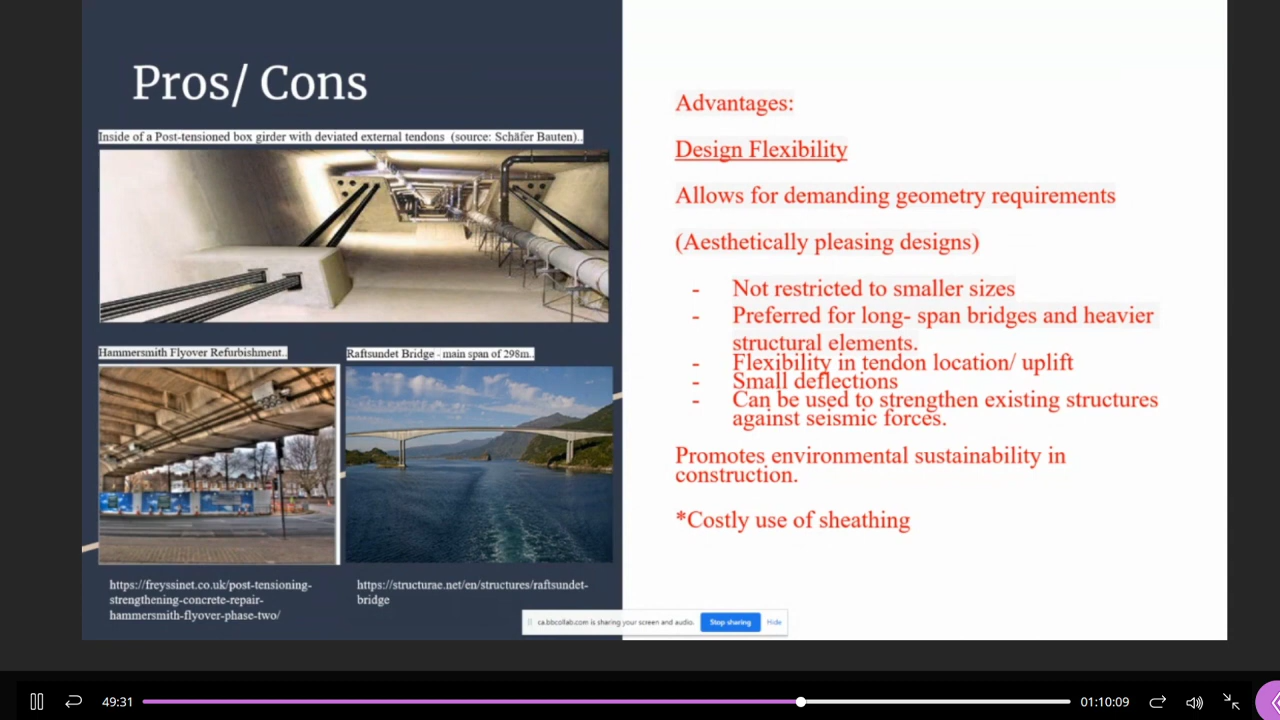 Pros/ Cons
Inside of a Post-tensioned box girder with deviated external tendons (source: Schäfer Bauten)..
Hammersmith Flyover Refurbishment..
Raftsundet Bridge - main span of 298m..
https://freyssinet.co.uk/post-tensioning-
strengthening-concrete-repair-
hammersmith-flyover-phase-two/
https://structurae.net/en/structures/raftsundet-
bridge
Advantages:
Design Flexibility
Allows for demanding geometry requirements
(Aesthetically pleasing designs)
- Not restricted to smaller sizes
- Preferred for long- span bridges and heavier
structural elements.
- Flexibility in tendon location/ uplift
- Small deflections
- Can be used to strengthen existing structures
against seismic forces.
Promotes environmental sustainability in
construction.
*Costly use of sheathing
ca.bbcollab.com is sharing your screen and audio. Stop sharing Hide
49:31 01:10:09